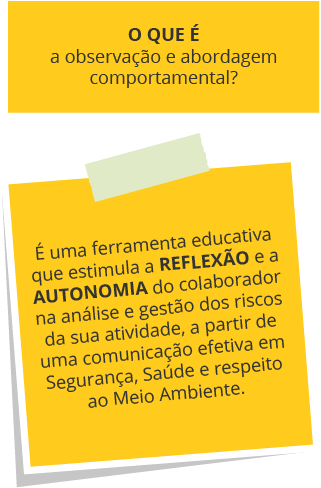 O QUE É
a observação e abordagem
comportamental?
É uma ferramenta educativa
que estimula a REFLEXÃO e a
AUTONOMIA do colaborador
na análise e gestão dos riscos
da sua atividade, a partir de
uma comunicação efetiva em
Segurança, Saúde e respeito
ao Meio Ambiente.